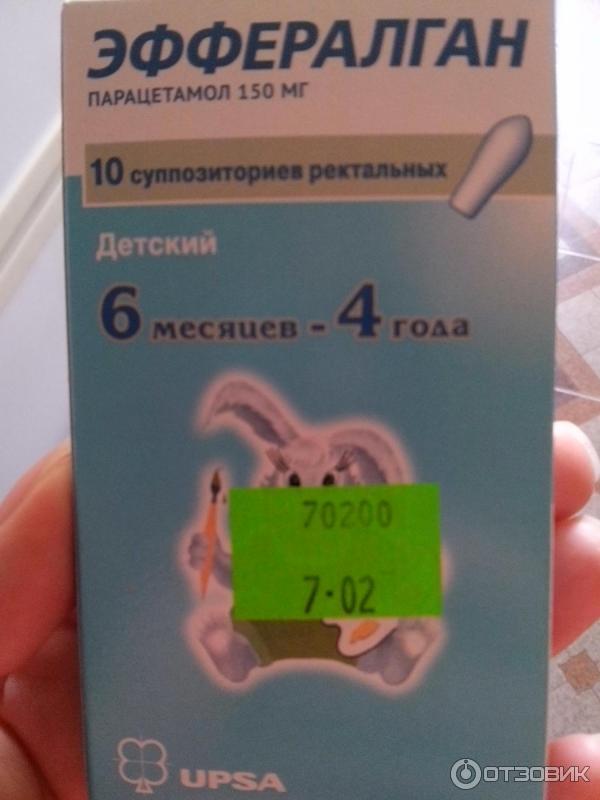 ЭФФЕРАЛГАН
ПАРАЦЕТАМОЛ 150 МГ
10 суппозиториев ректальных
Детский
6 месяцев - 4 года
70200
7·02
UPSA
ОТЗОВИК